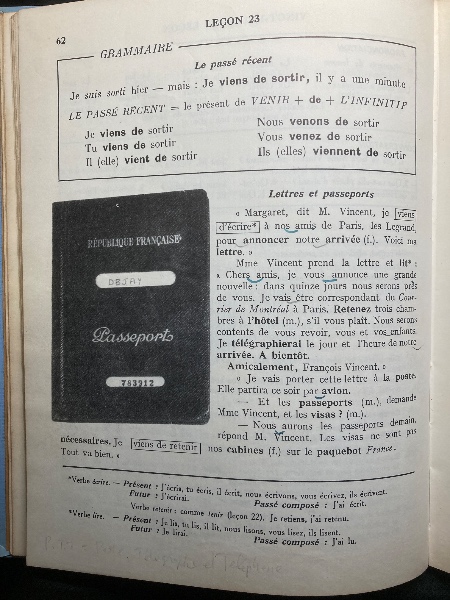 LEÇON 23
62
GRAMMAIRE
Le passé récent
Je suis sorti hier — mais : Je viens de sortir, il y a une minute
LE PASSÉ RÉCENT = le présent de VENIR + de + L'INFINITIF
Je viens de sortir
Tu viens de sortir
Il (elle) vient de sortir
Nous venons de sortir
Vous venez de sortir
Ils (elles) viennent de sortir
RÉPUBLIQUE FRANÇAISE
DEJAY
Passeport
783912
Lettres et passeports
« Margaret, dit M. Vincent, je viens
d'écrire* à nos amis de Paris, les Legrand,
pour annoncer notre arrivée (f.). Voici ma
lettre. »
Mme Vincent prend la lettre et lit* :
« Chers amis, je vous annonce une grande
nouvelle : dans quinze jours nous serons près
de vous. Je vais être correspondant du Cour-
rier de Montréal à Paris. Retenez trois cham-
bres à l'hôtel (m.), s'il vous plaît. Nous serons
contents de vous revoir, vous et vos enfants.
Je télégraphierai le jour et l'heure de notre
arrivée. A bientôt.
Amicalement, François Vincent. »
« Je vais porter cette lettre à la poste.
Elle partira ce soir par avion.
— Et les passeports (m.), demande
Mme Vincent, et les visas ? (m.).
— Nous aurons les passeports demain,
répond M. Vincent. Les visas ne sont pas
nécessaires. Je viens de retenir nos cabines (f.) sur le paquebot France.
Tout va bien. »
*Verbe écrire. — Présent : J'écris, tu écris, il écrit, nous écrivons, vous écrivez, ils écrivent.
Futur : J'écrirai. Passé composé : J'ai écrit.
Verbe retenir : comme tenir (leçon 22). Je retiens, j'ai retenu.
*Verbe lire. — Présent : Je lis, tu lis, il lit, nous lisons, vous lisez, ils lisent.
Futur : Je lirai. Passé composé : J'ai lu.